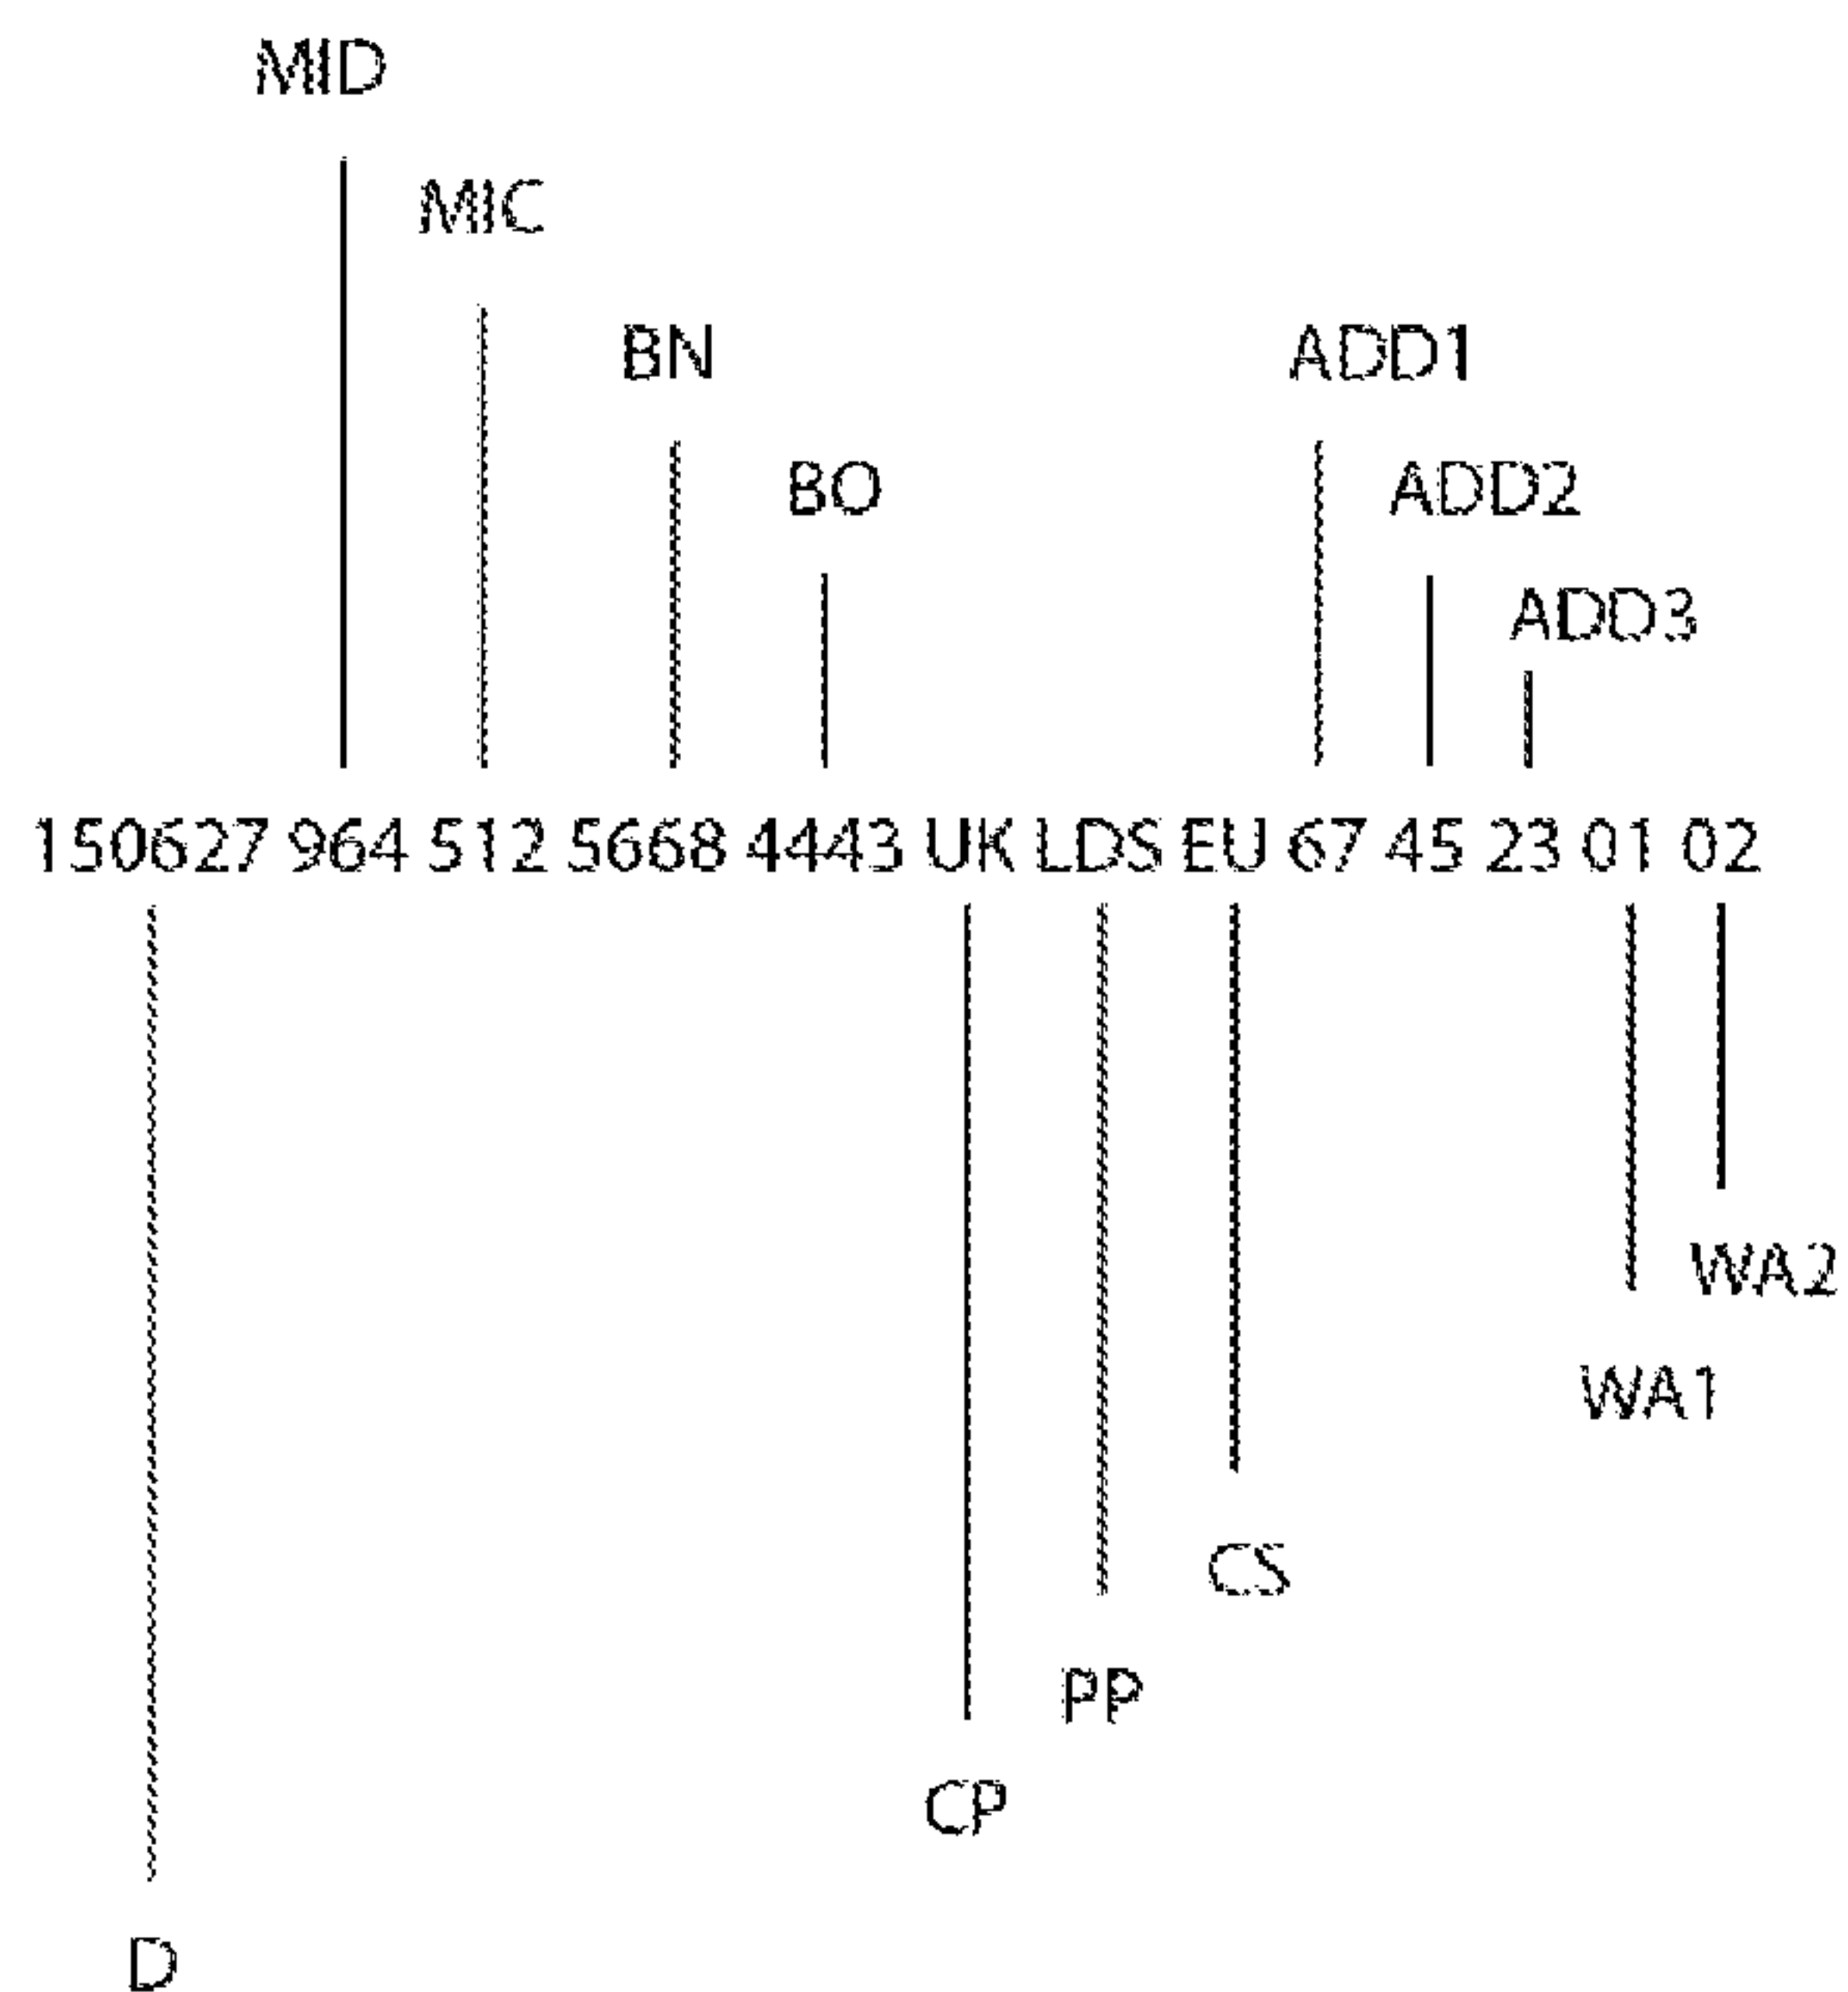 MID
MIC
BN
ADD1
BO
ADD2
ADD3
150627 964 512 5668 4443 UK LDS EU 67 45 23 01 02
WA2
WA1
CS
PP
CP
D